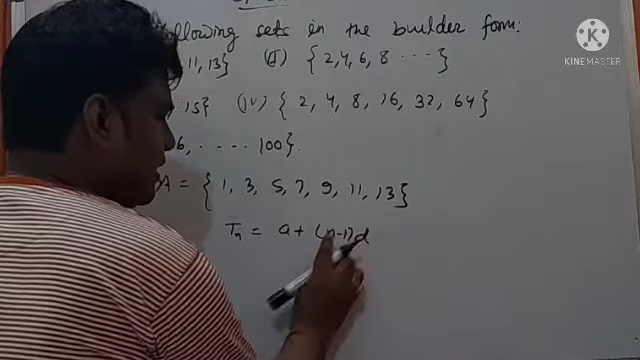 following sets in the builder form:
11, 13} (II) { 2, 4, 6, 8 ....}
15} (IV) { 2, 4, 8, 16, 32, 64}
6, ..... 100}.
A = { 1, 3, 5, 7, 9, 11, 13}
Tn = a + (n-1)d
KINEMASTER